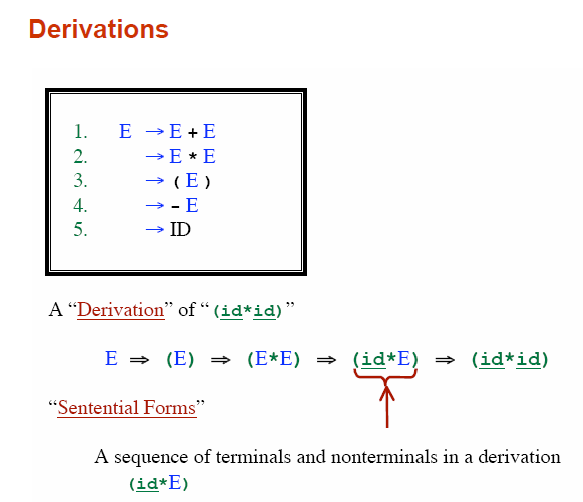 Derivations
1. E → E + E
2. → E * E
3. → ( E )
4. → - E
5. → ID
A “Derivation” of “(id*id)”
E ⇒ (E) ⇒ (E*E) ⇒ (id*E) ⇒ (id*id)
“Sentential Forms”
A sequence of terminals and nonterminals in a derivation
(id*E)